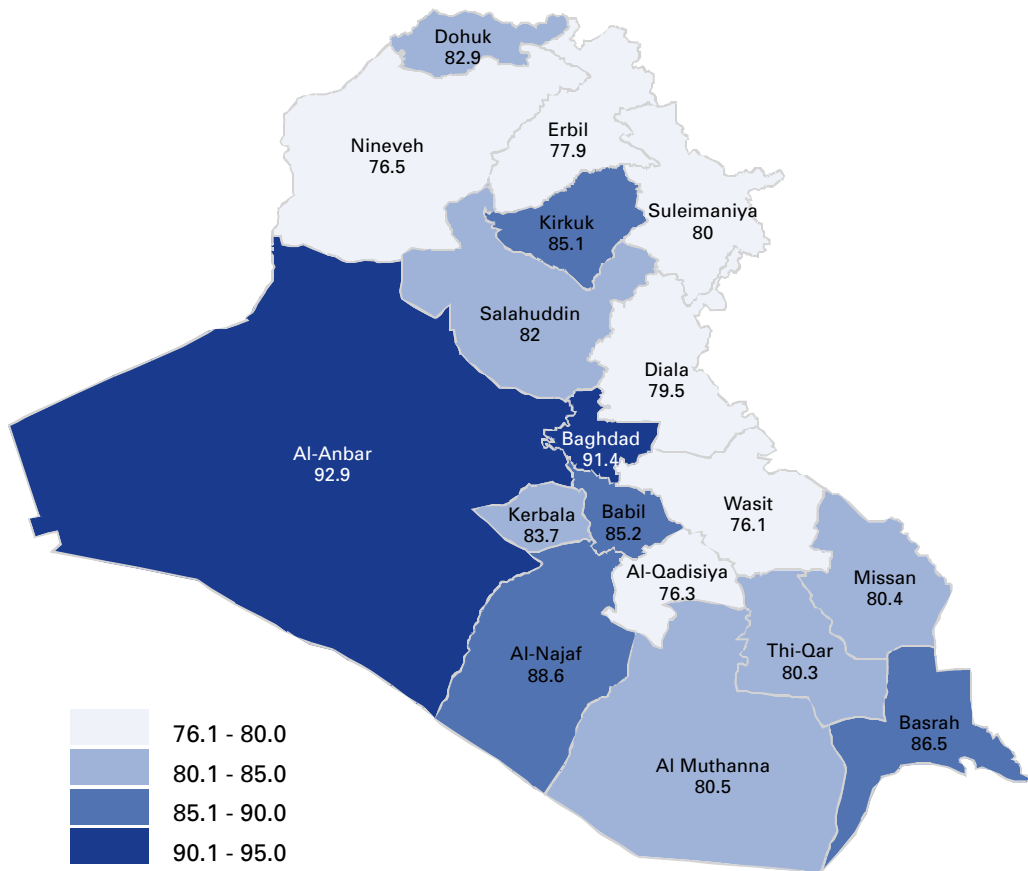 Dohuk
82.9
Erbil
77.9
Nineveh
76.5
Suleimaniya
80
Kirkuk
85.1
Salahuddin
82
Diala
79.5
Baghdad
91.4
Al-Anbar
92.9
Wasit
76.1
Kerbala
83.7
Babil
85.2
Al-Qadisiya
76.3
Missan
80.4
Al-Najaf
88.6
Thi-Qar
80.3
Basrah
86.5
Al Muthanna
80.5
76.1 - 80.0
80.1 - 85.0
85.1 - 90.0
90.1 - 95.0